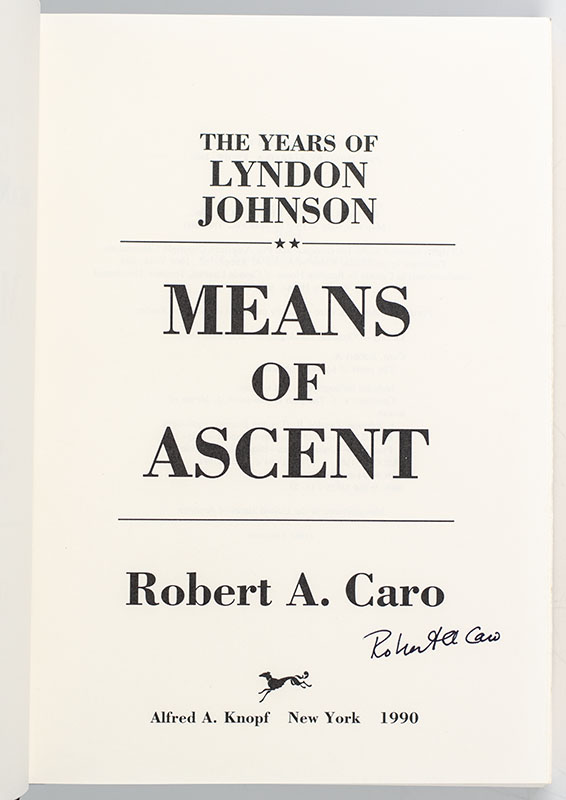 THE YEARS OF
LYNDON
JOHNSON
★★
MEANS
OF
ASCENT
Robert A. Caro
Robert A Caro
Alfred A. Knopf New York 1990